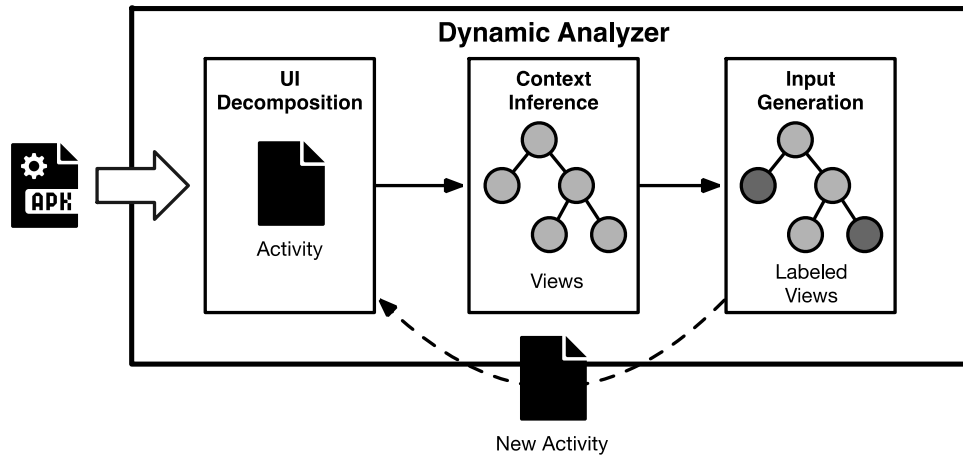 Dynamic Analyzer
UI
Decomposition
Activity
Context
Inference
Views
Input
Generation
Labeled
Views
APK
New Activity